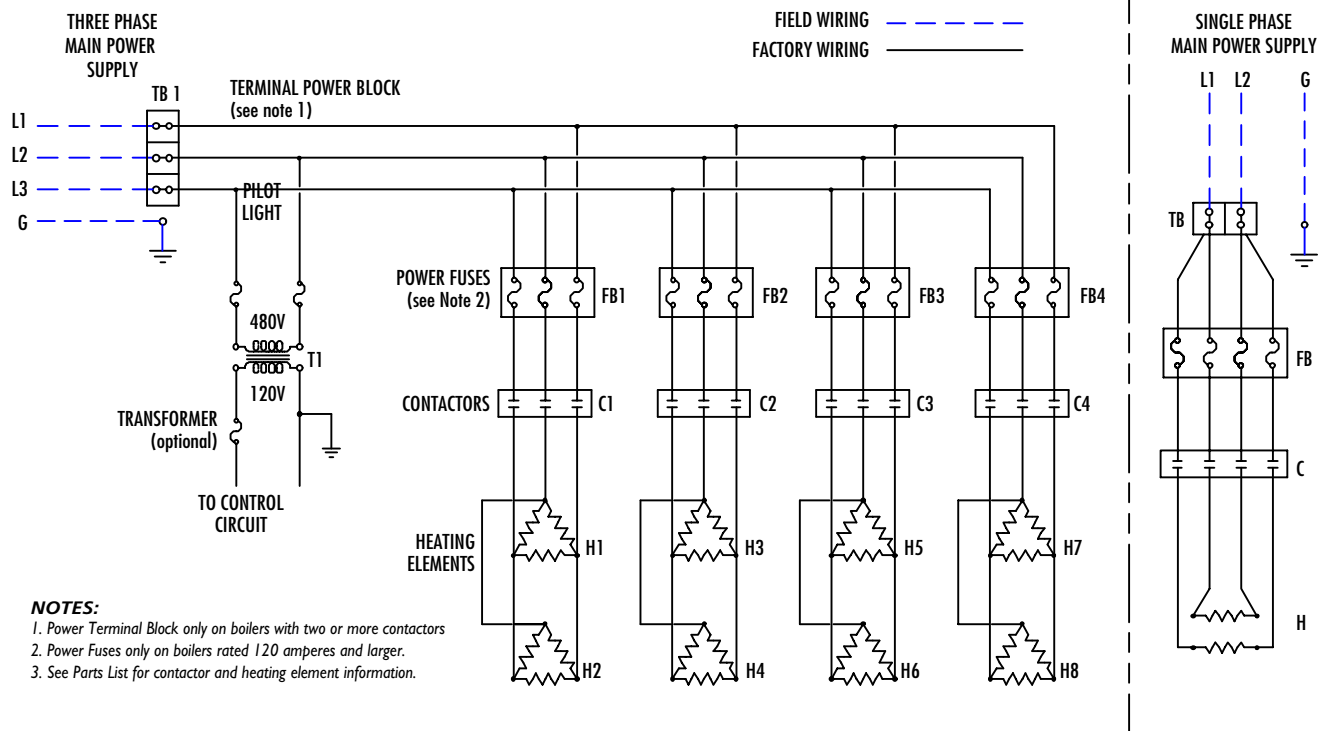 THREE PHASE
MAIN POWER
SUPPLY
FIELD WIRING
FACTORY WIRING
SINGLE PHASE
MAIN POWER SUPPLY
TB 1
TERMINAL POWER BLOCK
(see note 1)
L1
L2
L3
G
PILOT
LIGHT
L1
L2
G
TB
POWER FUSES
(see Note 2)
FB1
FB2
FB3
FB4
FB
480V
T1
120V
TRANSFORMER
(optional)
CONTACTORS
C1
C2
C3
C4
C
TO CONTROL
CIRCUIT
HEATING
ELEMENTS
H1
H3
H5
H7
H
H2
H4
H6
H8
NOTES:
1. Power Terminal Block only on boilers with two or more contactors
2. Power Fuses only on boilers rated 120 amperes and larger.
3. See Parts List for contactor and heating element information.